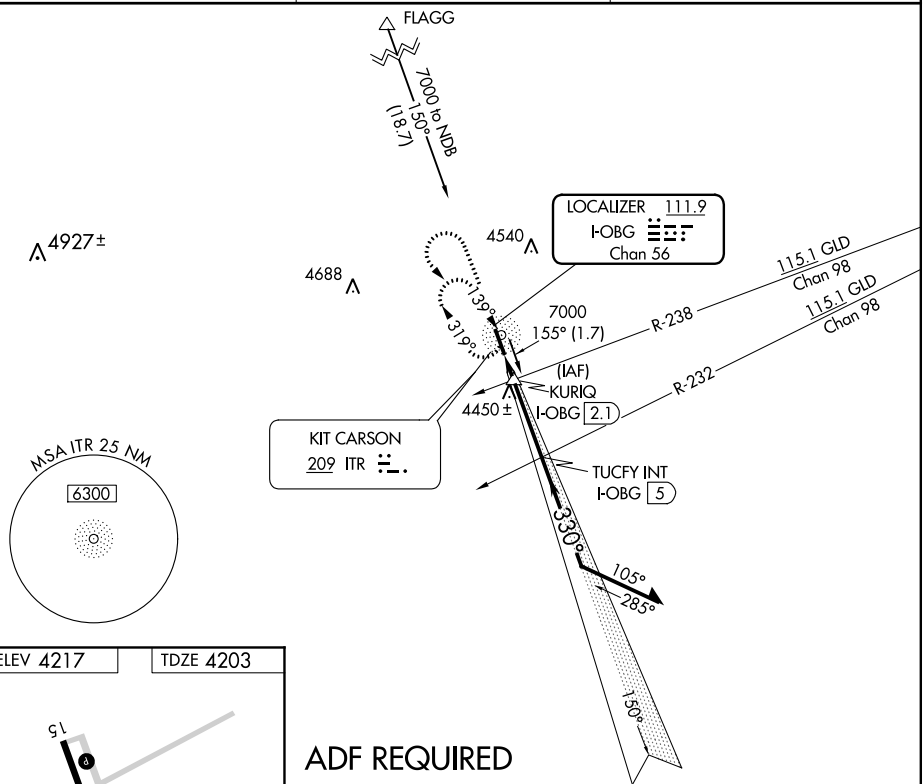 FLAGG
7000 to NDB
150°
(18.7)
LOCALIZER 111.9
I-OBG
Chan 56
4927±
4540
4688
139°
319°
7000
155° (1.7)
115.1 GLD
Chan 98
R-238
115.1 GLD
Chan 98
R-232
(IAF)
KURIQ
I-OBG 2.1
4450±
KIT CARSON
209 ITR
TUCFY INT
I-OBG 5
MSA ITR 25 NM
6300
330°
105°
285°
150°
ELEV 4217
TDZE 4203
15
P
ADF REQUIRED